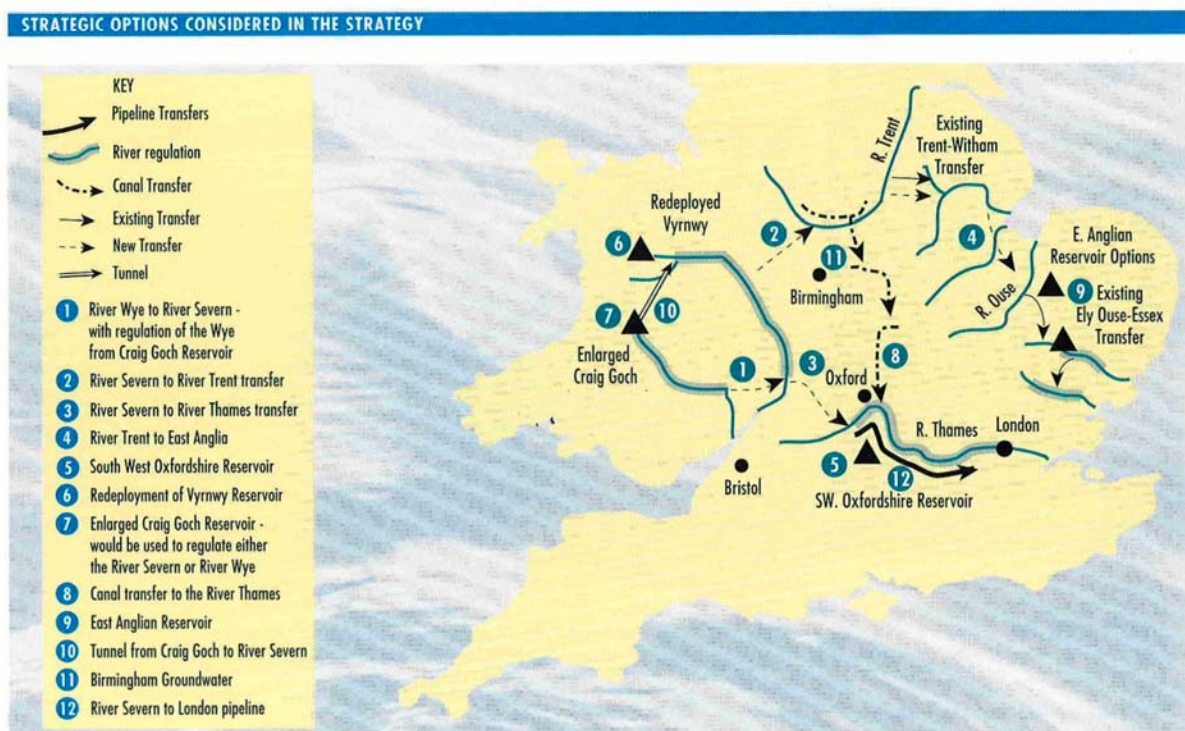 STRATEGIC OPTIONS CONSIDERED IN THE STRATEGY
KEY
Pipeline Transfers
River regulation
Canal Transfer
Existing Transfer
New Transfer
Tunnel
1 River Wye to River Severn -
with regulation of the Wye
from Craig Goch Reservoir
2 River Severn to River Trent transfer
3 River Severn to River Thames transfer
4 River Trent to East Anglia
5 South West Oxfordshire Reservoir
6 Redeployment of Vyrnwy Reservoir
7 Enlarged Craig Goch Reservoir -
would be used to regulate either
the River Severn or River Wye
8 Canal transfer to the River Thames
9 East Anglian Reservoir
10 Tunnel from Craig Goch to River Severn
11 Birmingham Groundwater
12 River Severn to London pipeline
R. Trent
Existing
Trent-Witham
Transfer
Redeployed
Vyrnwy
6
2
4
11
Birmingham
E. Anglian
Reservoir Options
R. Ouse
9 Existing
Ely Ouse-Essex
Transfer
7
10
Enlarged
Craig Goch
1
3
Oxford
8
R. Thames
London
Bristol
5
12
SW. Oxfordshire Reservoir